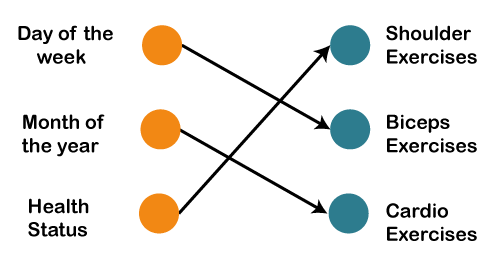 Day of the
week
Shoulder
Exercises
Month of
the year
Biceps
Exercises
Health
Status
Cardio
Exercises